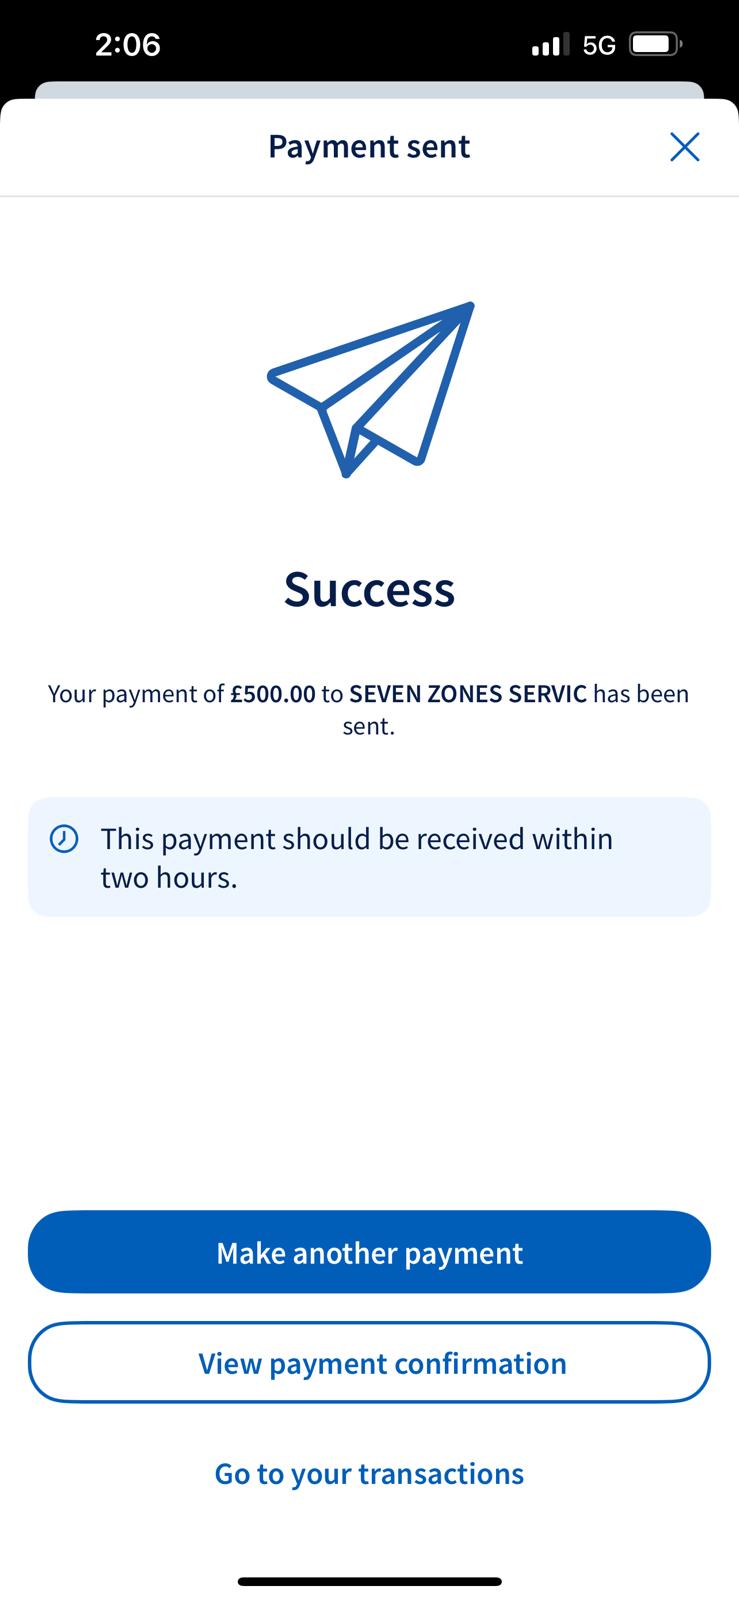 2:06
5G
Payment sent
Success
Your payment of £500.00 to SEVEN ZONES SERVIC has been
sent.
This payment should be received within
two hours.
Make another payment
View payment confirmation
Go to your transactions